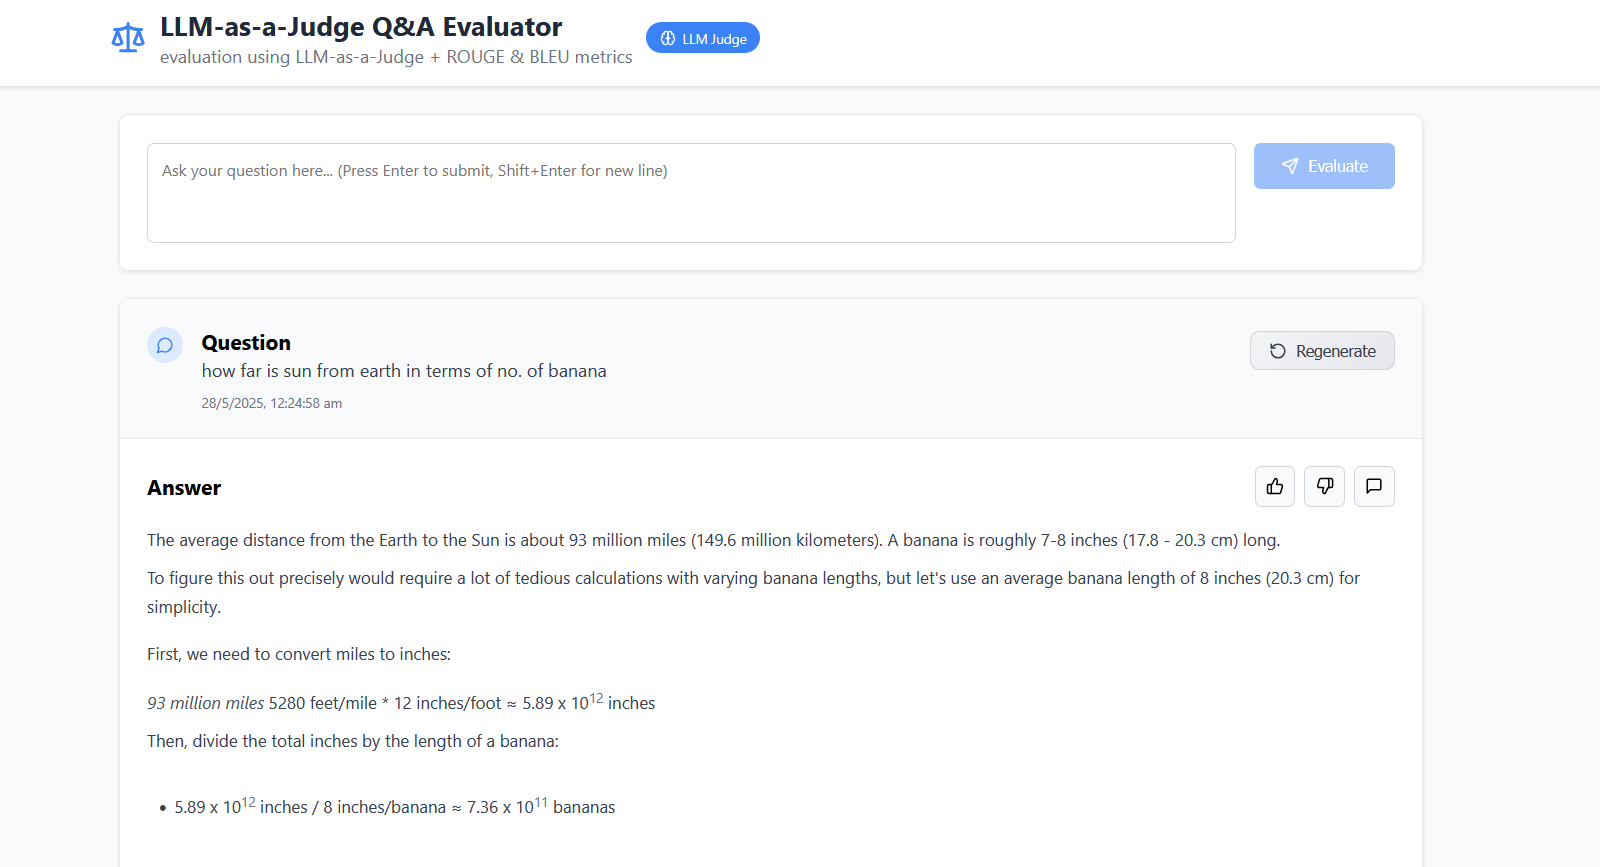 LLM-as-a-Judge Q&A Evaluator
evaluation using LLM-as-a-Judge + ROUGE & BLEU metrics
LLM Judge
Ask your question here... (Press Enter to submit, Shift+Enter for new line)
Evaluate
Question
how far is sun from earth in terms of no. of banana
28/5/2025, 12:24:58 am
Regenerate
Answer
The average distance from the Earth to the Sun is about 93 million miles (149.6 million kilometers). A banana is roughly 7-8 inches (17.8 - 20.3 cm) long.
To figure this out precisely would require a lot of tedious calculations with varying banana lengths, but let's use an average banana length of 8 inches (20.3 cm) for
simplicity.
First, we need to convert miles to inches:
93 million miles 5280 feet/mile * 12 inches/foot ≈ 5.89 x 10¹² inches
Then, divide the total inches by the length of a banana:
• 5.89 x 10¹² inches / 8 inches/banana ≈ 7.36 x 10¹¹ bananas